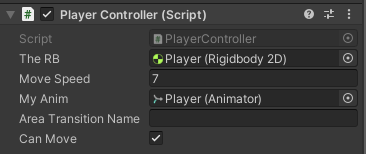 Player Controller (Script)
Script PlayerController
The RB Player (Rigidbody 2D)
Move Speed 7
My Anim Player (Animator)
Area Transition Name
Can Move